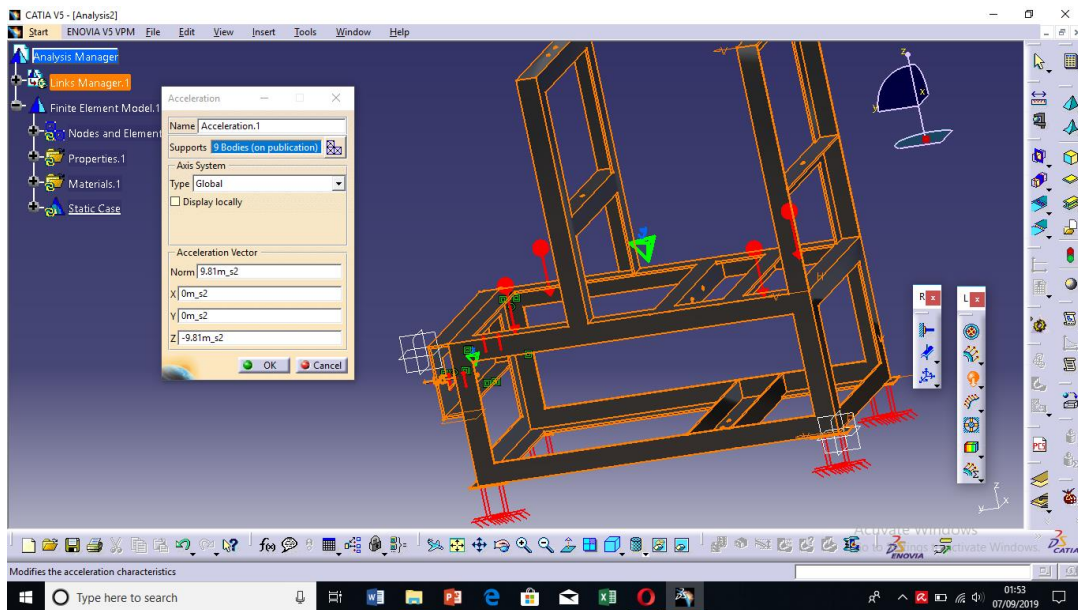 CATIA V5 - [Analysis2]
Start ENOVIA V5 VPM File Edit View Insert Tools Window Help
Analysis Manager
Links Manager.1
Finite Element Model.1
Nodes and Element
Properties.1
Materials.1
Static Case
Acceleration
Name Acceleration.1
Supports 9 Bodies (on publication)
Axis System
Type Global
Display locally
Acceleration Vector
Norm 9.81m_s2
X 0m_s2
Y 0m_s2
Z -9.81m_s2
OK Cancel
z
x
y
R...
L...
H
V
z
y x
PCS
Activate Windows
Go to Settings to activate Windows.
f(x)
ENOVIA
CATIA
Modifies the acceleration characteristics
Type here to search
01:53
07/09/2019